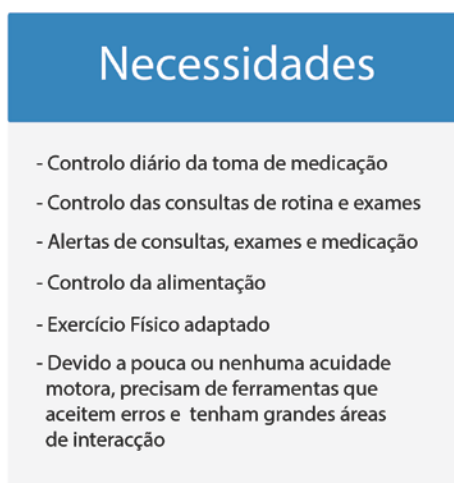 Necessidades
- Controlo diário da toma de medicação
- Controlo das consultas de rotina e exames
- Alertas de consultas, exames e medicação
- Controlo da alimentação
- Exercício Físico adaptado
- Devido a pouca ou nenhuma acuidade
motora, precisam de ferramentas que
aceitem erros e tenham grandes áreas
de interacção